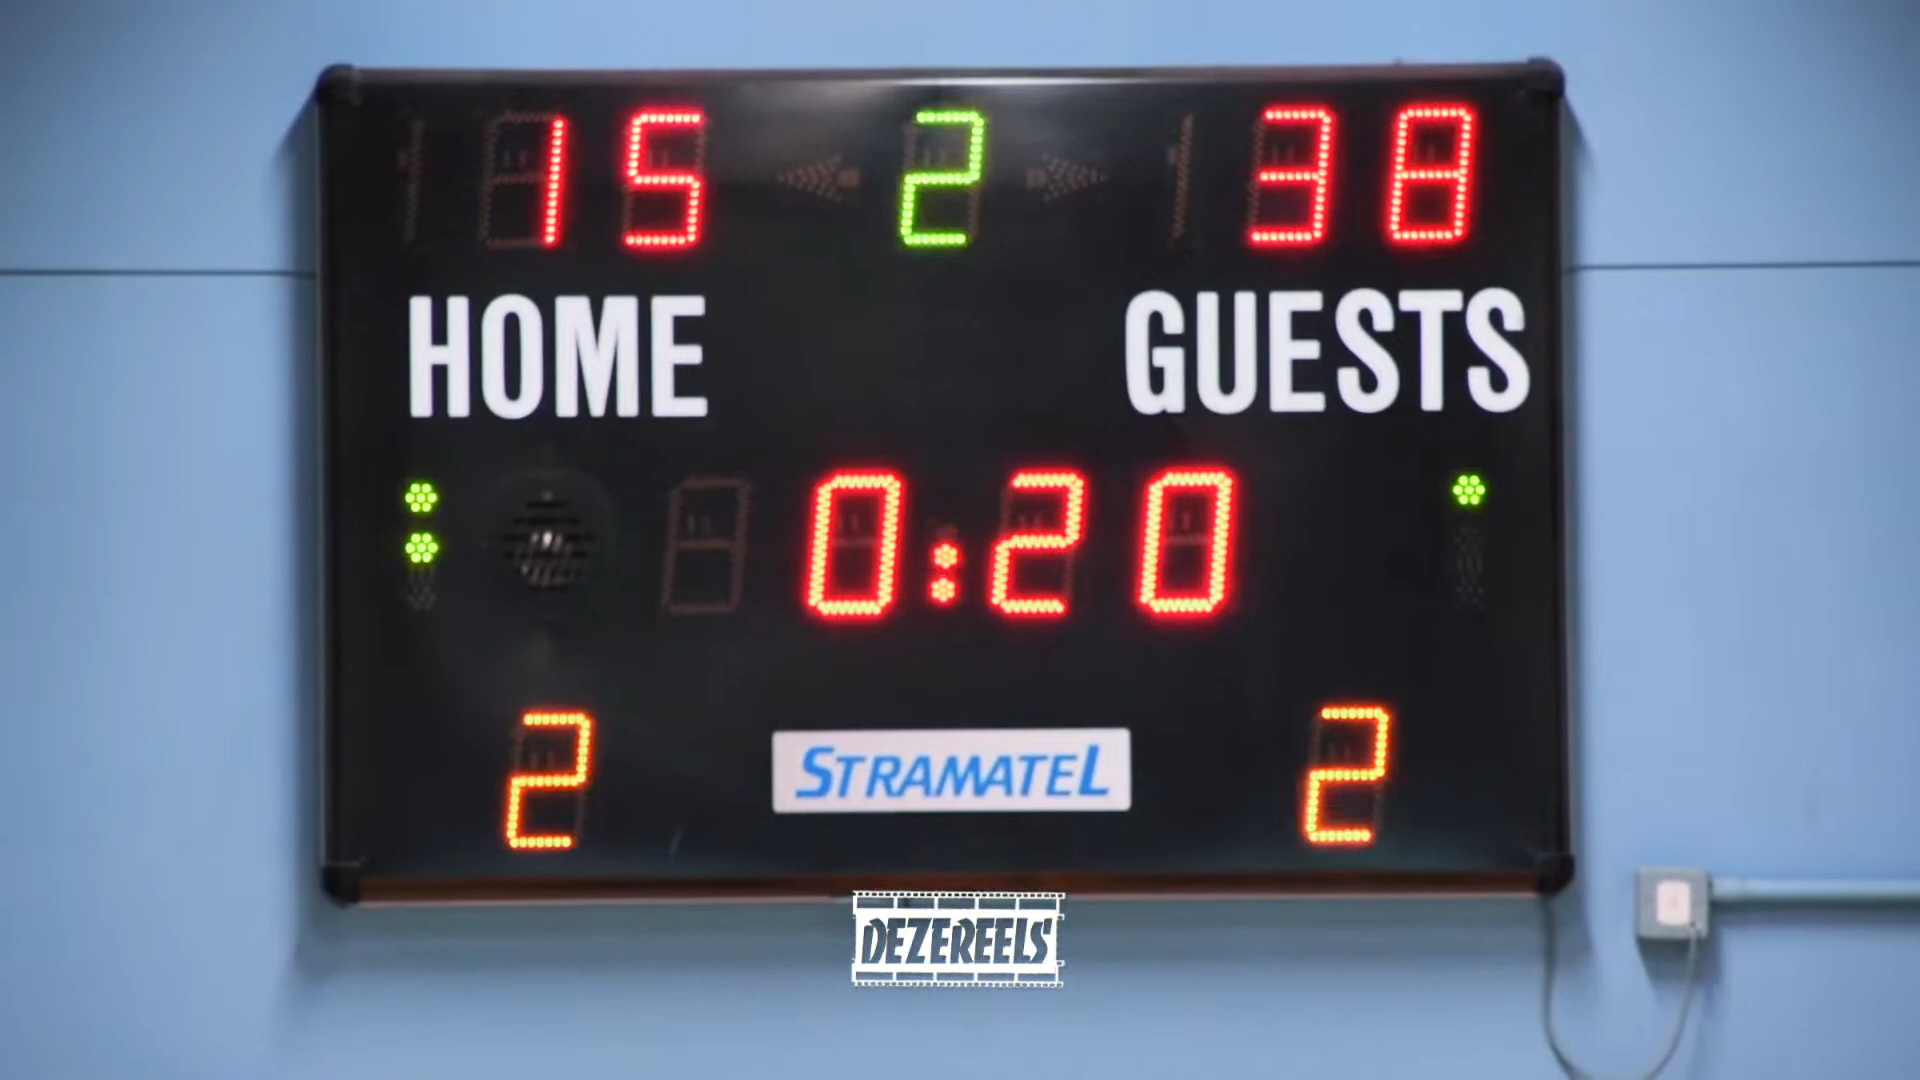 15 2 38
HOME GUESTS
0:20
2 2
STRAMATEL
DEZEREELS